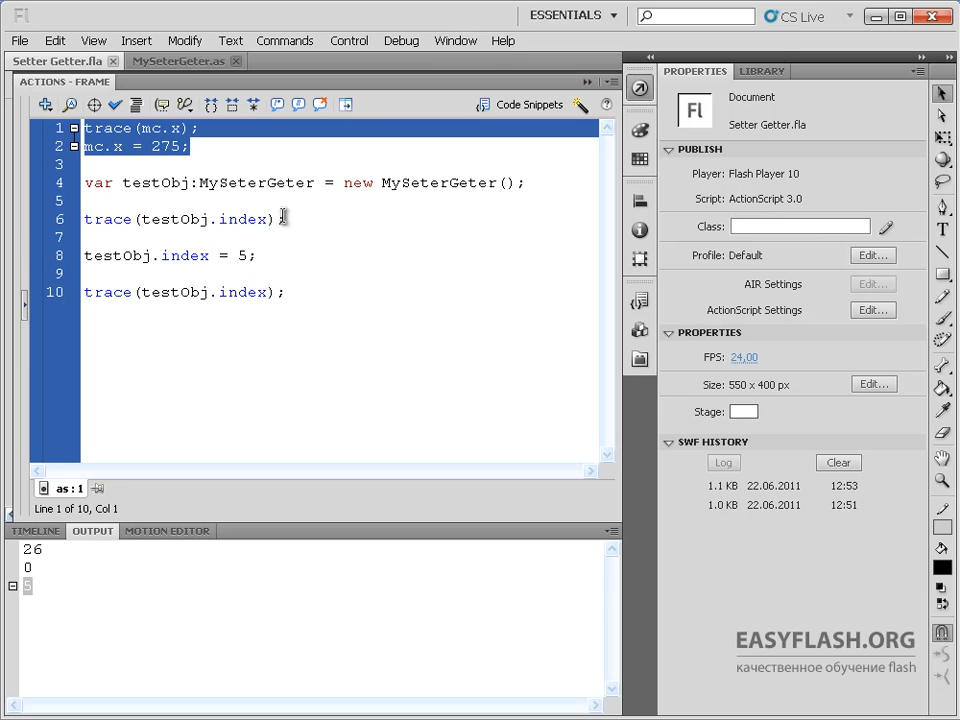 Fl
ESSENTIALS
CS Live
File Edit View Insert Modify Text Commands Control Debug Window Help
Setter Getter.fla
MySeterGeter.as
ACTIONS - FRAME
Code Snippets
1 trace(mc.x);
2 mc.x = 275;
3
4 var testObj:MySeterGeter = new MySeterGeter();
5
6 trace(testObj.index);
7
8 testObj.index = 5;
9
10 trace(testObj.index);
as : 1
Line 1 of 10, Col 1
TIMELINE OUTPUT MOTION EDITOR
26
0
5
PROPERTIES LIBRARY
Fl
Document
Setter Getter.fla
PUBLISH
Player: Flash Player 10
Script: ActionScript 3.0
Class:
Profile: Default Edit...
AIR Settings Edit...
ActionScript Settings Edit...
PROPERTIES
FPS: 24,00
Size: 550 x 400 px Edit...
Stage:
SWF HISTORY
Log Clear
1.1 KB 22.06.2011 12:53
1.0 KB 22.06.2011 12:51
EASYFLASH.ORG
качественное обучение flash